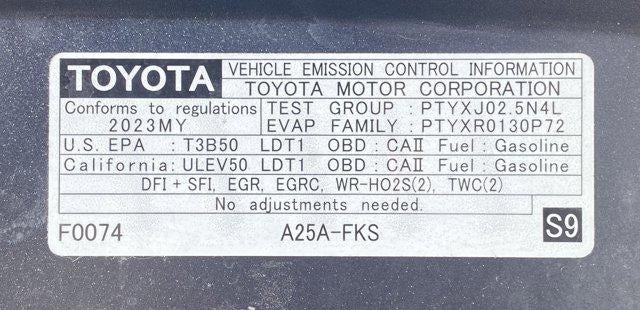 TOYOTA VEHICLE EMISSION CONTROL INFORMATION
TOYOTA MOTOR CORPORATION
Conforms to regulations TEST GROUP : PTYXJ02.5N4L
2023MY EVAP FAMILY : PTYXR0130P72
U.S. EPA : T3B50 LDT1 OBD : CAII Fuel : Gasoline
California: ULEV50 LDT1 OBD : CAII Fuel : Gasoline
DFI + SFI, EGR, EGRC, WR-HO2S(2), TWC(2)
No adjustments needed.
F0074 A25A-FKS S9